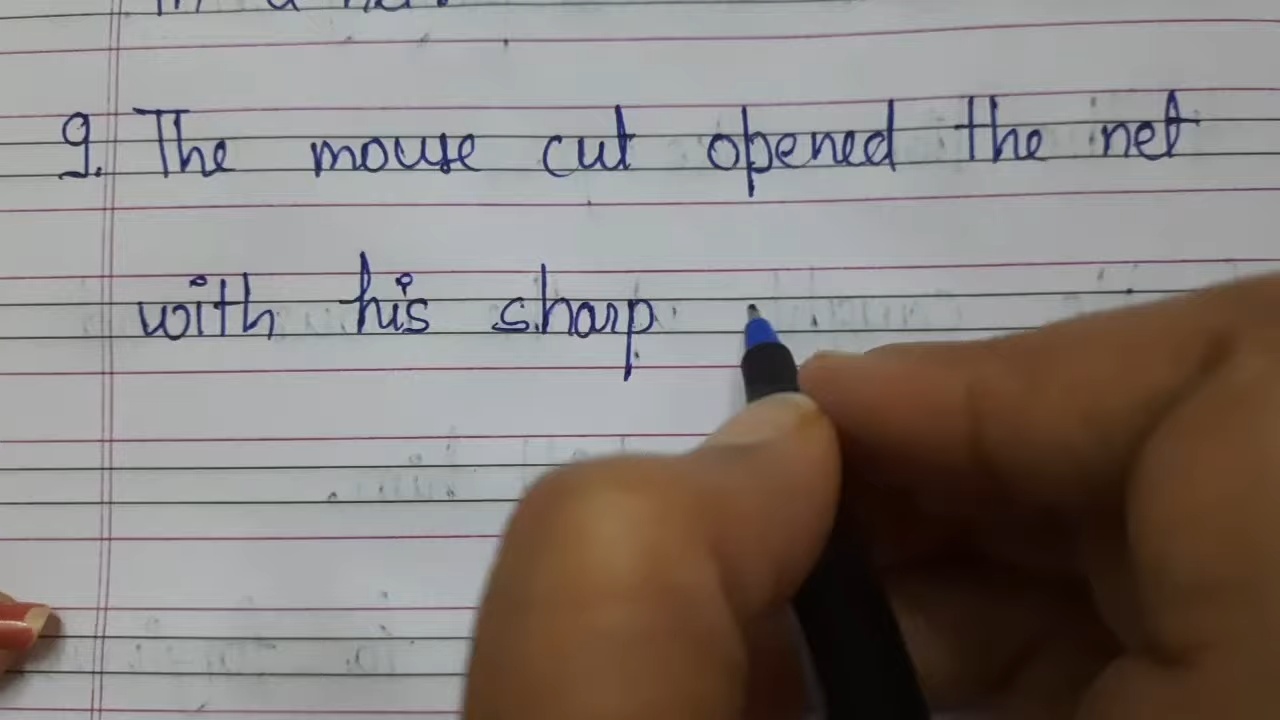 9. The mouse cut opened the net
with his sharp